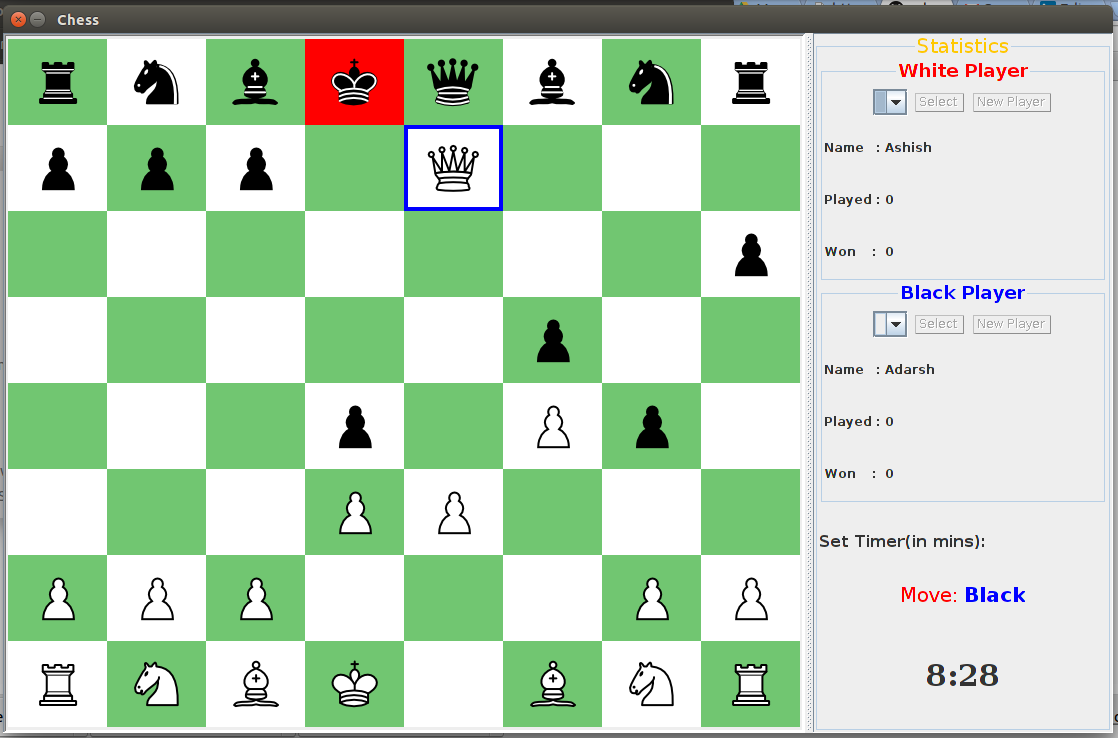 Chess
Statistics
White Player
Select New Player
Name : Ashish
Played : 0
Won : 0
Black Player
Select New Player
Name : Adarsh
Played : 0
Won : 0
Set Timer(in mins):
Move: Black
8:28